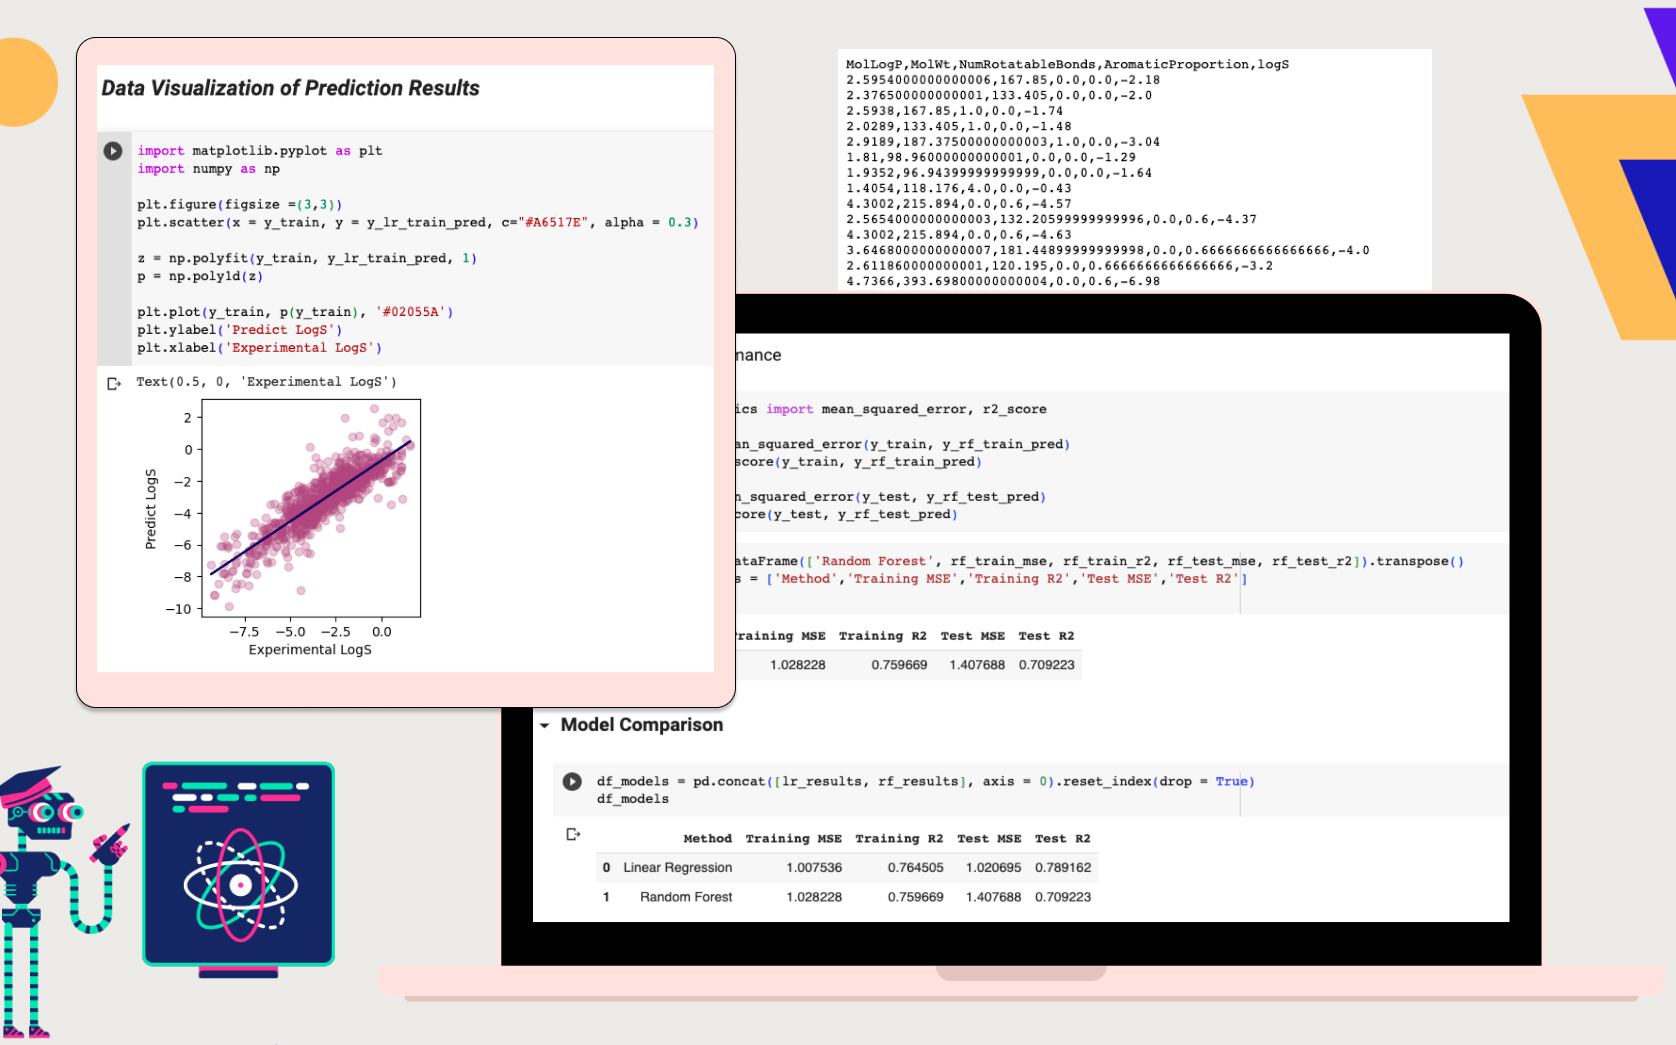 Data Visualization of Prediction Results
import matplotlib.pyplot as plt
import numpy as np
plt.figure(figsize =(3,3))
plt.scatter(x = y_train, y = y_lr_train_pred, c="#A6517E", alpha = 0.3)
z = np.polyfit(y_train, y_lr_train_pred, 1)
p = np.poly1d(z)
plt.plot(y_train, p(y_train), '#02055A')
plt.ylabel('Predict LogS')
plt.xlabel('Experimental LogS')
Text(0.5, 0, 'Experimental LogS')
2
0
−2
−4
−6
−8
−10
Predict LogS
−7.5 −5.0 −2.5 0.0
Experimental LogS
MolLogP,MolWt,NumRotatableBonds,AromaticProportion,logS
2.5954000000000006,167.85,0.0,0.0,-2.18
2.376500000000001,133.405,0.0,0.0,-2.0
2.5938,167.85,1.0,0.0,-1.74
2.0289,133.405,1.0,0.0,-1.48
2.9189,187.37500000000003,1.0,0.0,-3.04
1.81,98.96000000000001,0.0,0.0,-1.29
1.9352,96.94399999999999,0.0,0.0,-1.64
1.4054,118.176,4.0,0.0,-0.43
4.3002,215.894,0.0,0.6,-4.57
2.5654000000000003,132.20599999999996,0.0,0.6,-4.37
4.3002,215.894,0.0,0.6,-4.63
3.6468000000000007,181.44899999999998,0.0,0.6666666666666666,-4.0
2.611860000000001,120.195,0.0,0.6666666666666666,-3.2
4.7366,393.69800000000004,0.0,0.6,-6.98
mance
ics import mean_squared_error, r2_score
an_squared_error(y_train, y_rf_train_pred)
score(y_train, y_rf_train_pred)
n_squared_error(y_test, y_rf_test_pred)
core(y_test, y_rf_test_pred)
ataFrame(['Random Forest', rf_train_mse, rf_train_r2, rf_test_mse, rf_test_r2]).transpose()
s = ['Method','Training MSE','Training R2','Test MSE','Test R2']
Training MSE Training R2 Test MSE Test R2
1.028228 0.759669 1.407688 0.709223
Model Comparison
df_models = pd.concat([lr_results, rf_results], axis = 0).reset_index(drop = True)
df_models
Method Training MSE Training R2 Test MSE Test R2
0 Linear Regression 1.007536 0.764505 1.020695 0.789162
1 Random Forest 1.028228 0.759669 1.407688 0.709223